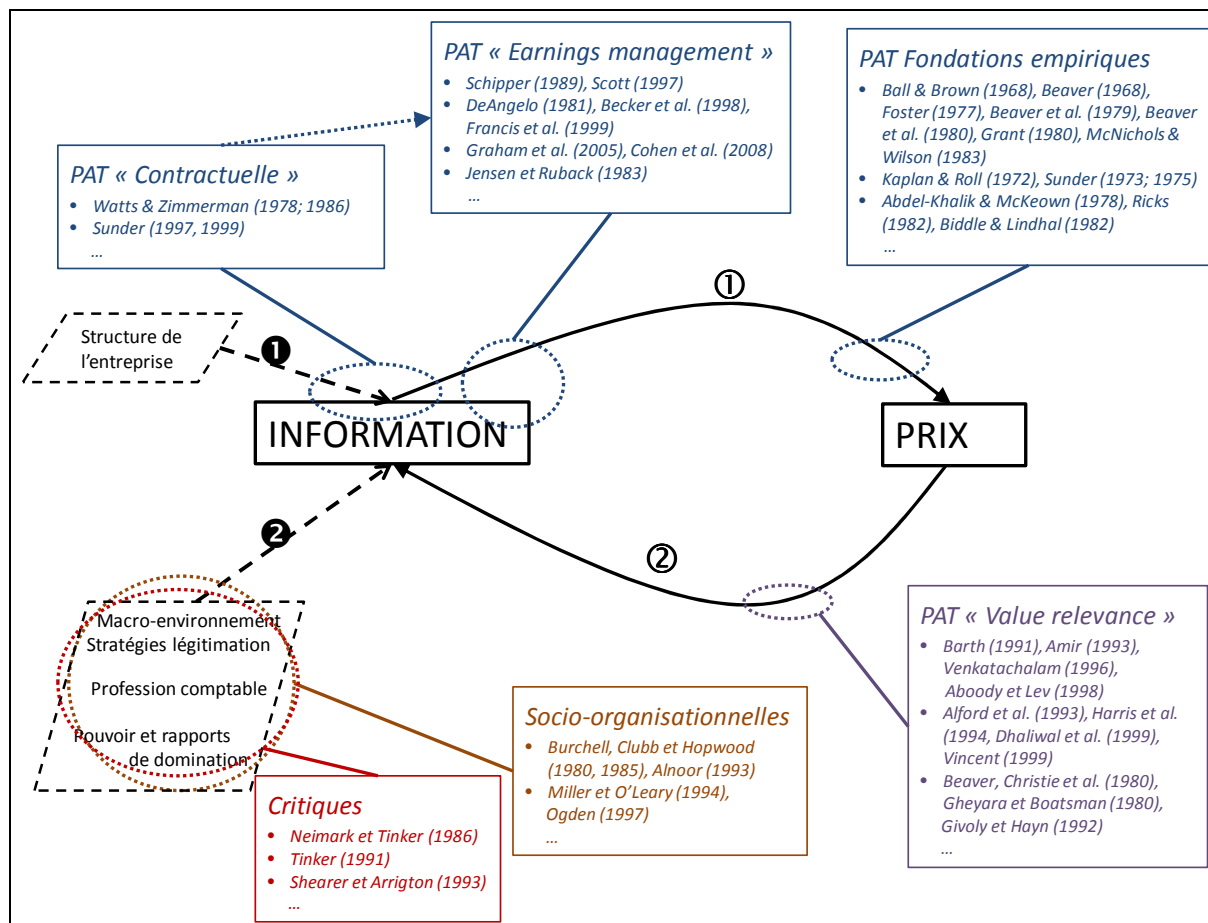 PAT « Earnings management »
• Schipper (1989), Scott (1997)
• DeAngelo (1981), Becker et al. (1998),
Francis et al. (1999)
• Graham et al. (2005), Cohen et al. (2008)
• Jensen et Ruback (1983)
…
PAT Fondations empiriques
• Ball & Brown (1968), Beaver (1968),
Foster (1977), Beaver et al. (1979), Beaver
et al. (1980), Grant (1980), McNichols &
Wilson (1983)
• Kaplan & Roll (1972), Sunder (1973; 1975)
• Abdel-Khalik & McKeown (1978), Ricks
(1982), Biddle & Lindhal (1982)
…
PAT « Contractuelle »
• Watts & Zimmerman (1978; 1986)
• Sunder (1997, 1999)
…
①
Structure de
l’entreprise
❶
INFORMATION
PRIX
❷
②
Macro-environnement
Stratégies légitimation
Profession comptable
Pouvoir et rapports
de domination
PAT « Value relevance »
• Barth (1991), Amir (1993),
Venkatachalam (1996),
Aboody et Lev (1998)
• Alford et al. (1993), Harris et al.
(1994, Dhaliwal et al. (1999),
Vincent (1999)
• Beaver, Christie et al. (1980),
Gheyara et Boatsman (1980),
Givoly et Hayn (1992)
…
Socio-organisationnelles
• Burchell, Clubb et Hopwood
(1980, 1985), Alnoor (1993)
• Miller et O’Leary (1994),
Ogden (1997)
…
Critiques
• Neimark et Tinker (1986)
• Tinker (1991)
• Shearer et Arrigton (1993)
…